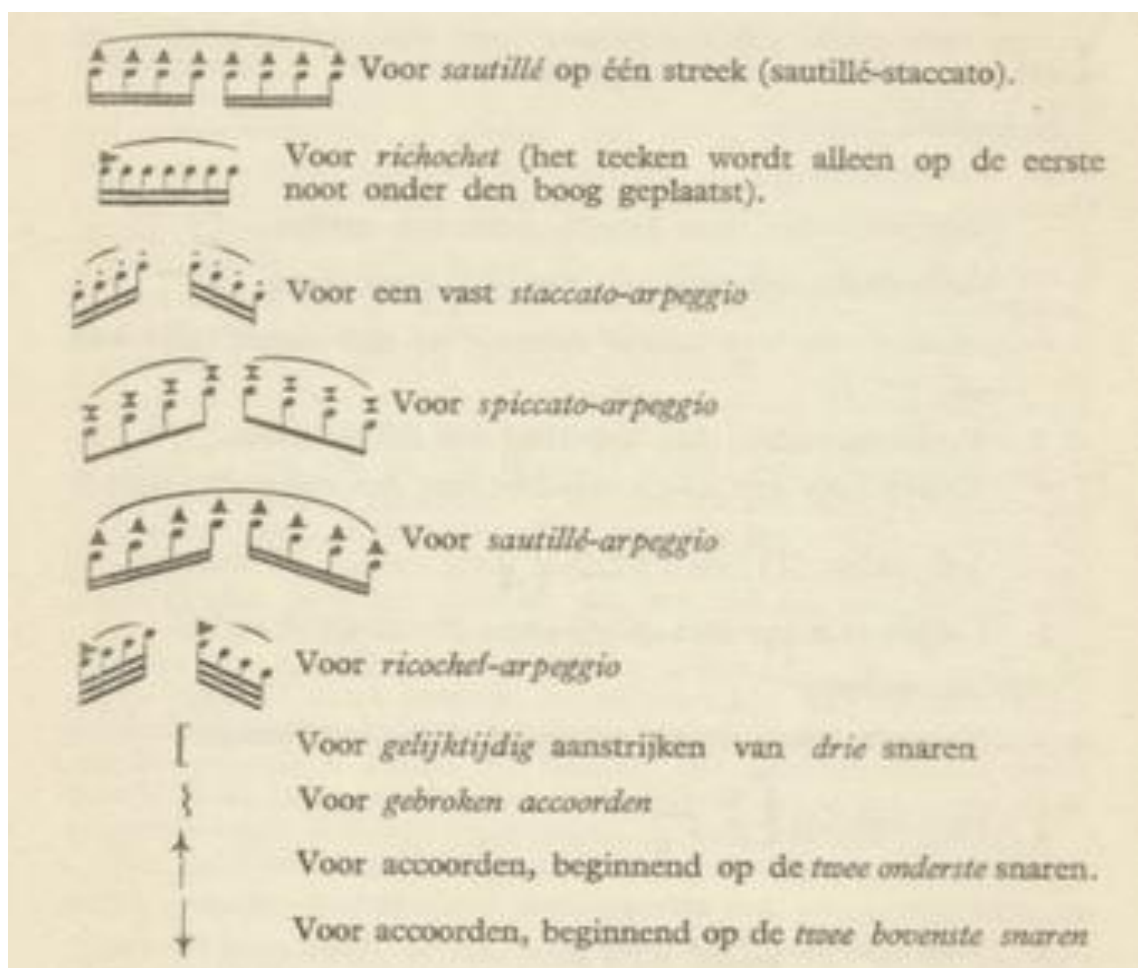 Voor sautillé op één streek (sautillé-staccato).
Voor richochet (het teeken wordt alleen op de eerste
noot onder den boog geplaatst).
Voor een vast staccato-arpeggio
Voor spiccato-arpeggio
Voor sautillé-arpeggio
Voor ricochet-arpeggio
Voor gelijktijdig aanstrijken van drie snaren
Voor gebroken accoorden
Voor accoorden, beginnend op de twee onderste snaren.
Voor accoorden, beginnend op de twee bovenste snaren